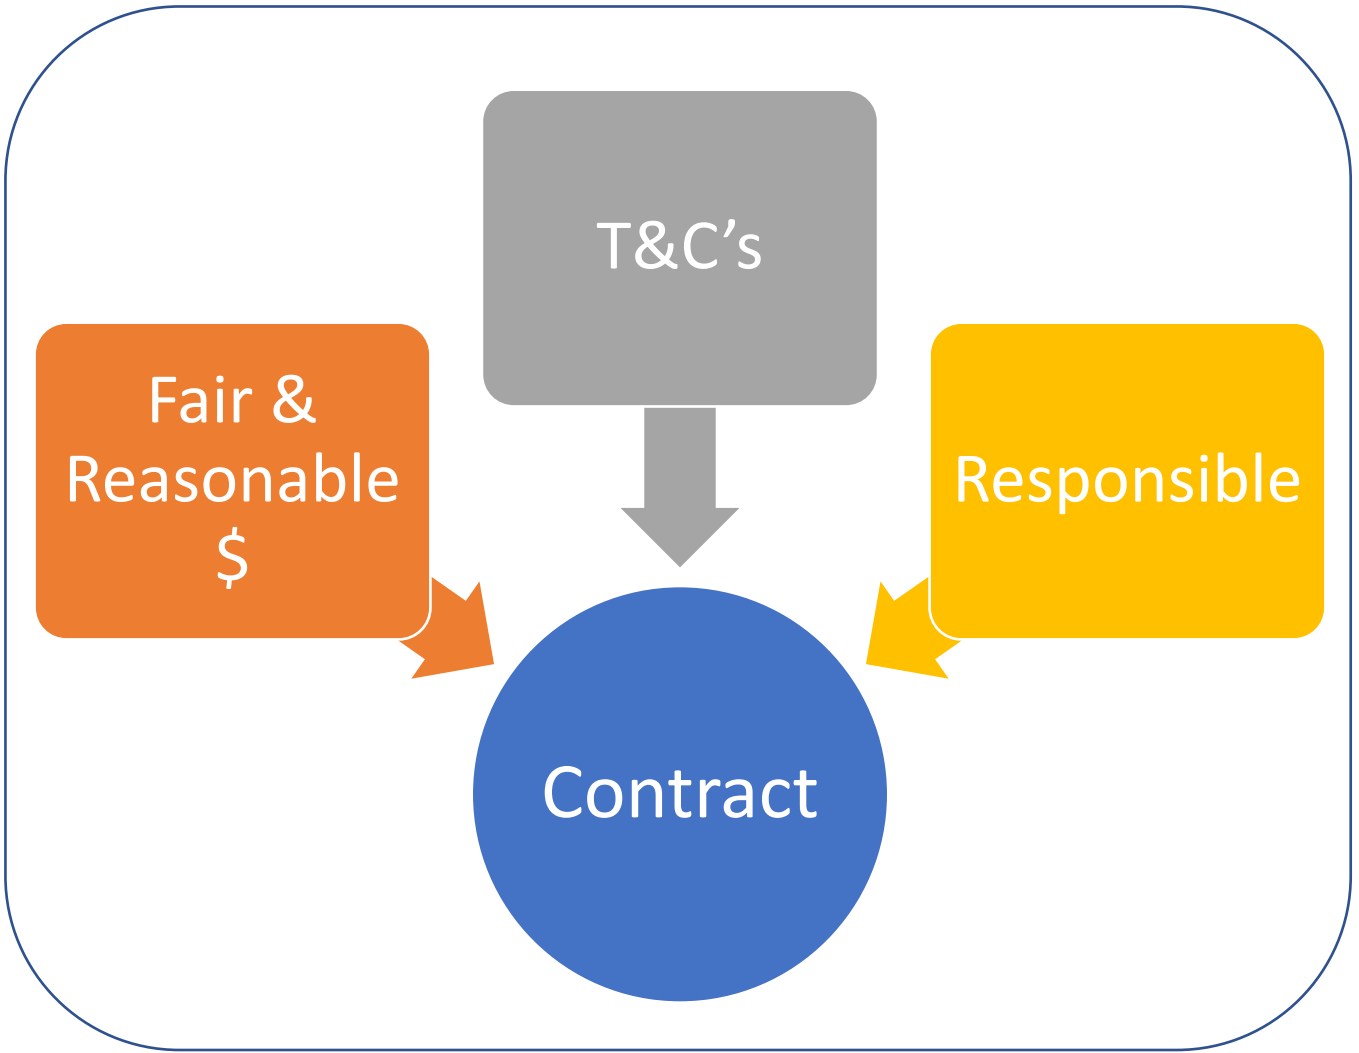 T&C’s
Fair &
Reasonable
$
Responsible
Contract